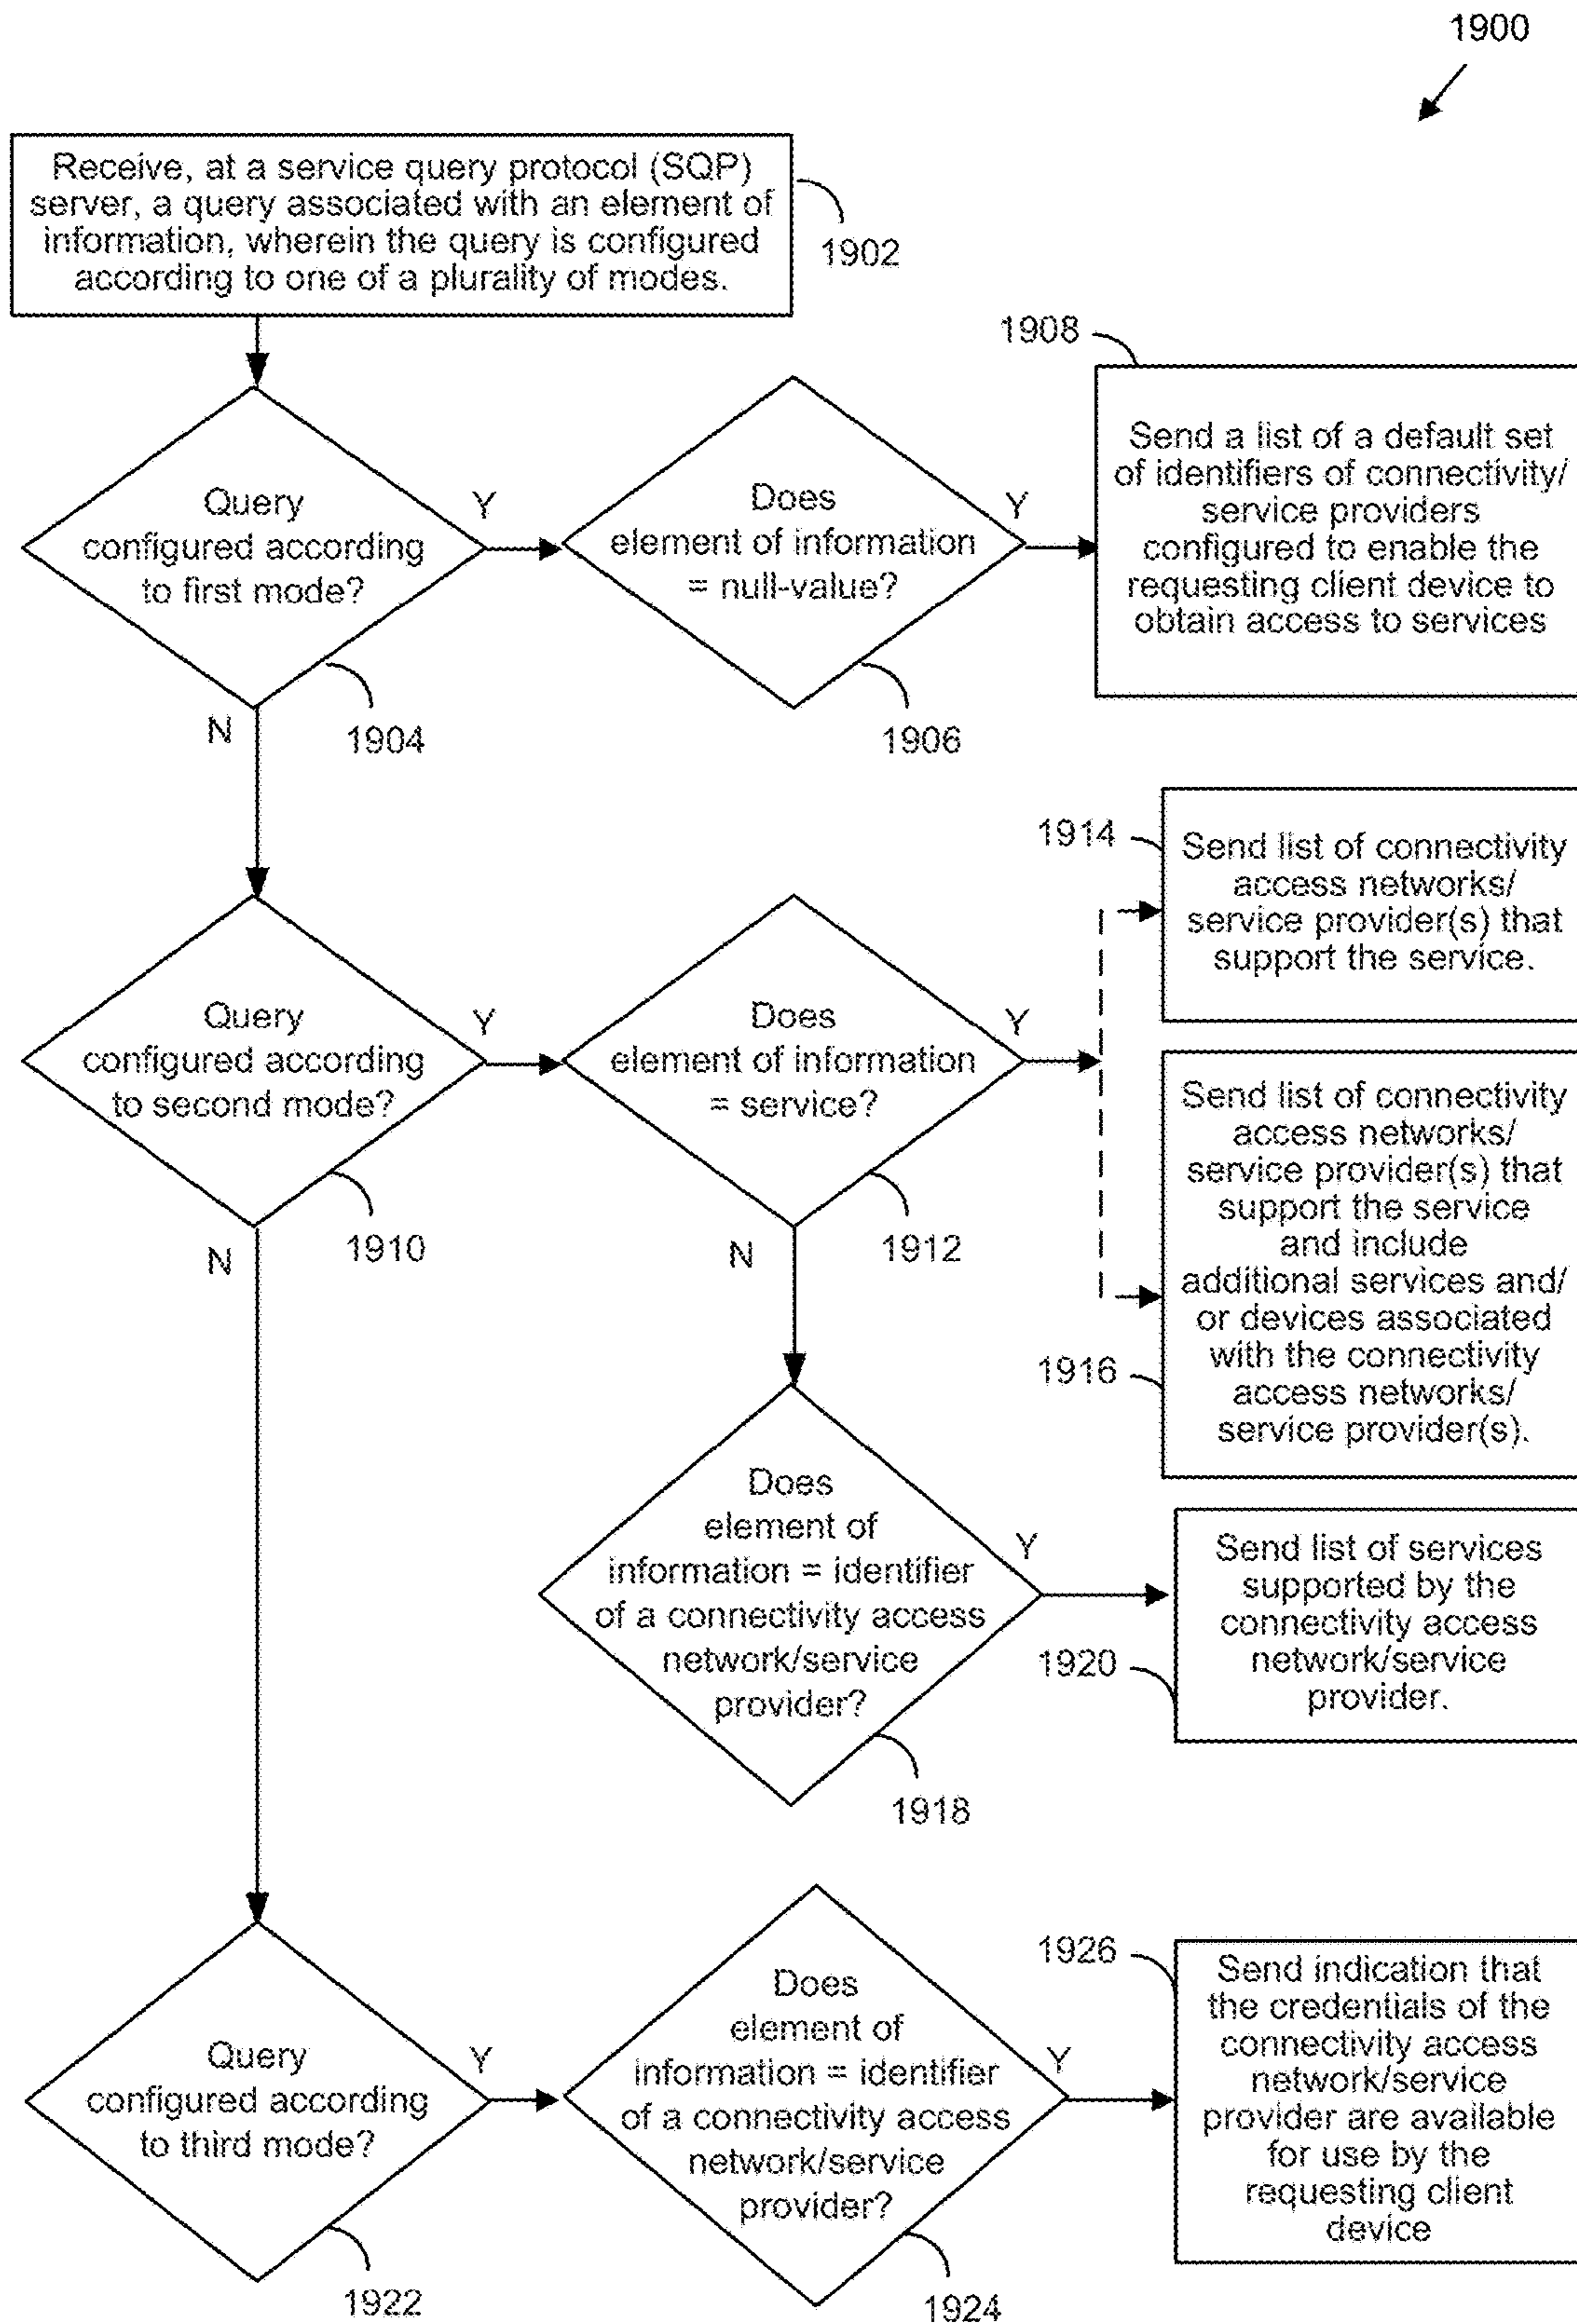 1900
Receive, at a service query protocol (SQP)
server, a query associated with an element of
information, wherein the query is configured
according to one of a plurality of modes.
1902
Query
configured according
to first mode?
Y
N
1904
Does
element of information
= null-value?
Y
1906
1908
Send a list of a default set
of identifiers of connectivity/
service providers
configured to enable the
requesting client device to
obtain access to services
Query
configured according
to second mode?
Y
N
1910
Does
element of information
= service?
Y
N
1912
1914
Send list of connectivity
access networks/
service provider(s) that
support the service.
Send list of connectivity
access networks/
service provider(s) that
support the service
and include
additional services and/
or devices associated
with the connectivity
access networks/
service provider(s).
1916
Does
element of
information = identifier
of a connectivity access
network/service
provider?
Y
1918
Send list of services
supported by the
connectivity access
network/service
provider.
1920
Query
configured according
to third mode?
Y
1922
Does
element of
information = identifier
of a connectivity access
network/service
provider?
Y
1924
1926
Send indication that
the credentials of the
connectivity access
network/service
provider are available
for use by the
requesting client
device